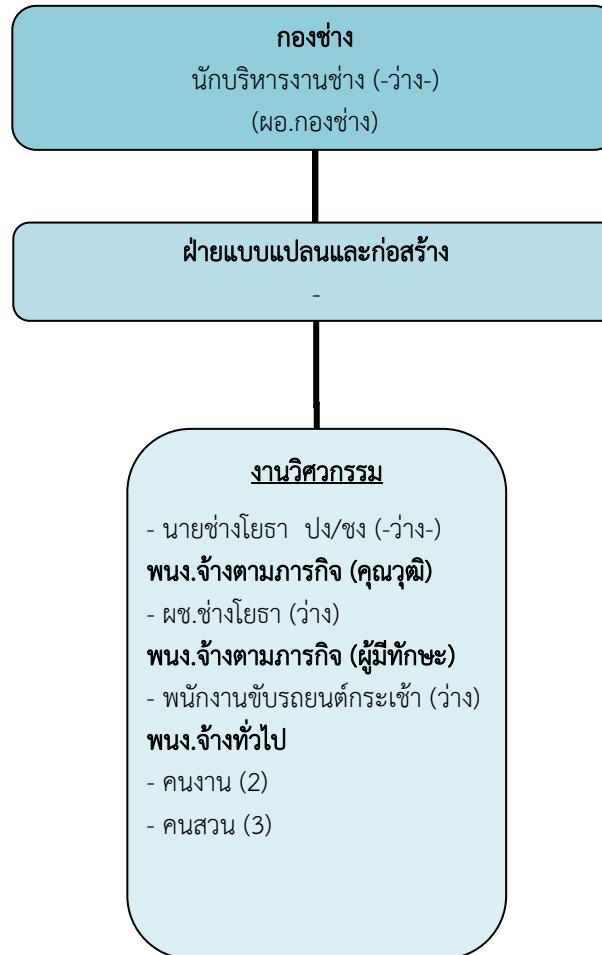 กองช่าง
นักบริหารงานช่าง (-ว่าง-)
(ผอ.กองช่าง)
ฝ่ายแบบแปลนและก่อสร้าง
-
งานวิศวกรรม
- นายช่างโยธา ปง/ชง (-ว่าง-)
พนง.จ้างตามภารกิจ (คุณวุฒิ)
- ผช.ช่างโยธา (ว่าง)
พนง.จ้างตามภารกิจ (ผู้มีทักษะ)
- พนักงานขับรถยนต์กระเช้า (ว่าง)
พนง.จ้างทั่วไป
- คนงาน (2)
- คนสวน (3)